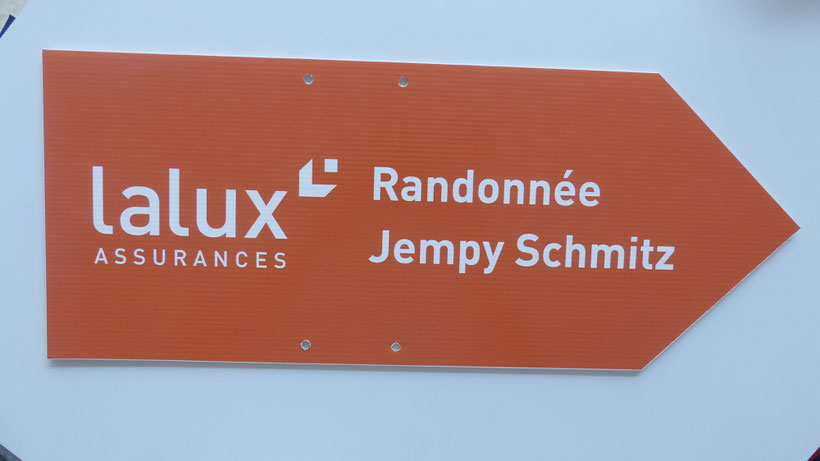 lalux
ASSURANCES
Randonnée
Jempy Schmitz